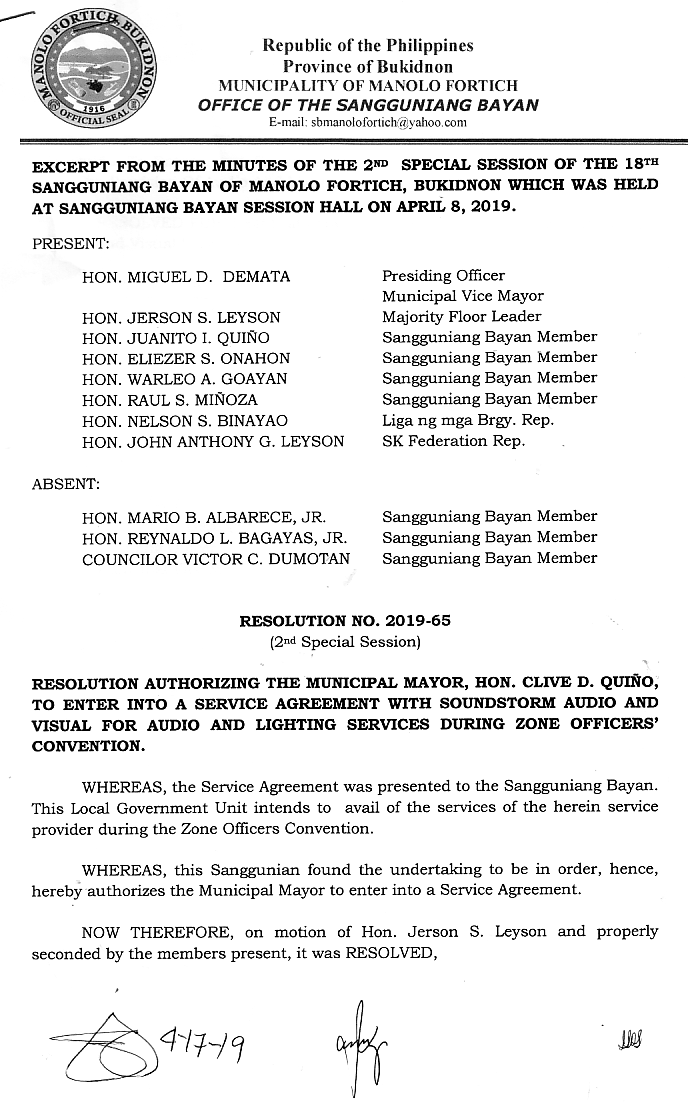 MANOLO FORTICH, BUKIDNON
1916
OFFICIAL SEAL
Republic of the Philippines
Province of Bukidnon
MUNICIPALITY OF MANOLO FORTICH
OFFICE OF THE SANGGUNIANG BAYAN
E-mail: sbmanolofortich@yahoo.com
EXCERPT FROM THE MINUTES OF THE 2ND SPECIAL SESSION OF THE 18TH
SANGGUNIANG BAYAN OF MANOLO FORTICH, BUKIDNON WHICH WAS HELD
AT SANGGUNIANG BAYAN SESSION HALL ON APRIL 8, 2019.
PRESENT:
HON. MIGUEL D. DEMATA Presiding Officer
Municipal Vice Mayor
HON. JERSON S. LEYSON Majority Floor Leader
HON. JUANITO I. QUIÑO Sangguniang Bayan Member
HON. ELIEZER S. ONAHON Sangguniang Bayan Member
HON. WARLEO A. GOAYAN Sangguniang Bayan Member
HON. RAUL S. MIÑOZA Sangguniang Bayan Member
HON. NELSON S. BINAYAO Liga ng mga Brgy. Rep.
HON. JOHN ANTHONY G. LEYSON SK Federation Rep.
ABSENT:
HON. MARIO B. ALBARECE, JR. Sangguniang Bayan Member
HON. REYNALDO L. BAGAYAS, JR. Sangguniang Bayan Member
COUNCILOR VICTOR C. DUMOTAN Sangguniang Bayan Member
RESOLUTION NO. 2019-65
(2nd Special Session)
RESOLUTION AUTHORIZING THE MUNICIPAL MAYOR, HON. CLIVE D. QUIÑO,
TO ENTER INTO A SERVICE AGREEMENT WITH SOUNDSTORM AUDIO AND
VISUAL FOR AUDIO AND LIGHTING SERVICES DURING ZONE OFFICERS'
CONVENTION.
WHEREAS, the Service Agreement was presented to the Sangguniang Bayan.
This Local Government Unit intends to avail of the services of the herein service
provider during the Zone Officers Convention.
WHEREAS, this Sanggunian found the undertaking to be in order, hence,
hereby authorizes the Municipal Mayor to enter into a Service Agreement.
NOW THEREFORE, on motion of Hon. Jerson S. Leyson and properly
seconded by the members present, it was RESOLVED,
4-17-19